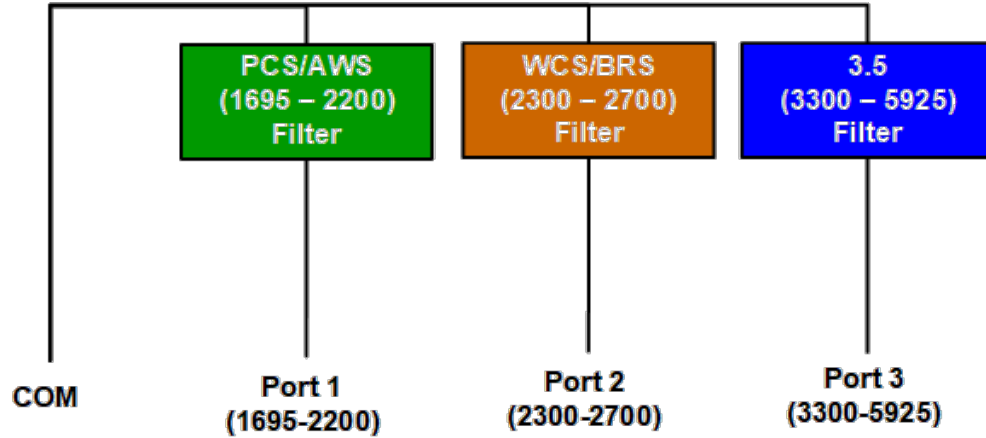 PCS/AWS
(1695 – 2200)
Filter
WCS/BRS
(2300 – 2700)
Filter
3.5
(3300 – 5925)
Filter
COM
Port 1
(1695-2200)
Port 2
(2300-2700)
Port 3
(3300-5925)